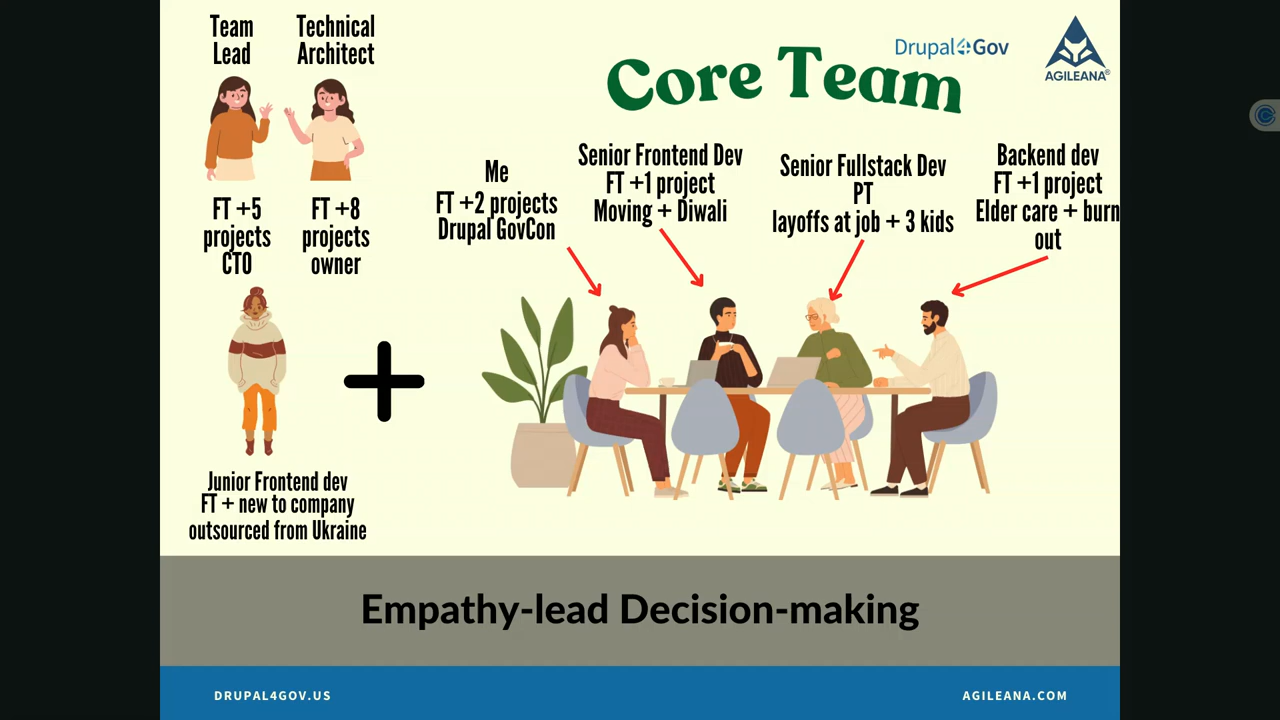 Team
Lead
Technical
Architect
Drupal4Gov
AGILEANA®
Core Team
FT +5
projects
CTO
FT +8
projects
owner
Me
FT +2 projects
Drupal GovCon
Senior Frontend Dev
FT +1 project
Moving + Diwali
Senior Fullstack Dev
PT
layoffs at job + 3 kids
Backend dev
FT +1 project
Elder care + burn
out
Junior Frontend dev
FT + new to company
outsourced from Ukraine
Empathy-lead Decision-making
DRUPAL4GOV.US
AGILEANA.COM